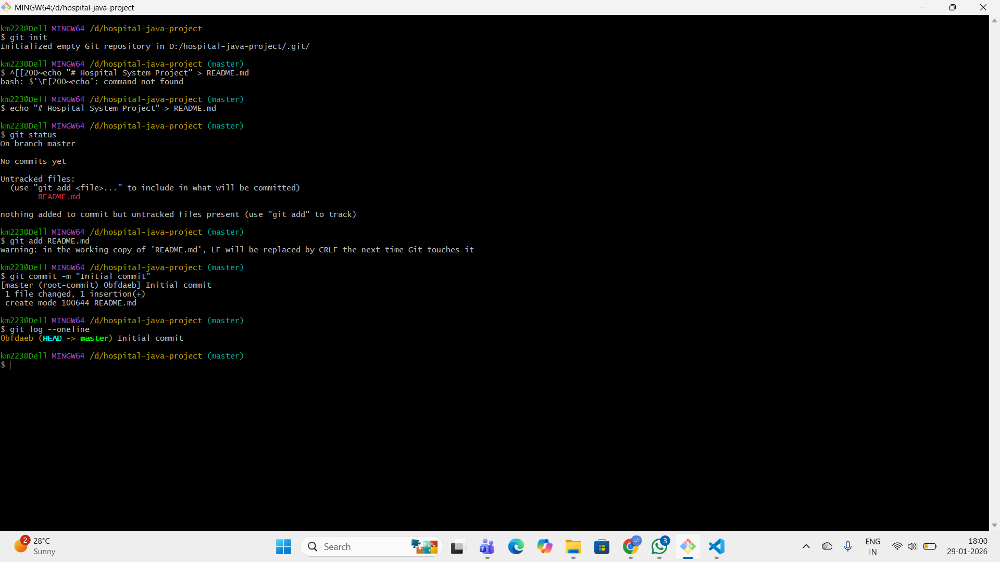 MINGW64:/d/hospital-java-project
km223@Dell MINGW64 /d/hospital-java-project
$ git init
Initialized empty Git repository in D:/hospital-java-project/.git/
km223@Dell MINGW64 /d/hospital-java-project (master)
$ ^[[200~echo "# Hospital System Project" > README.md
bash: $'\E[200~echo': command not found
km223@Dell MINGW64 /d/hospital-java-project (master)
$ echo "# Hospital System Project" > README.md
km223@Dell MINGW64 /d/hospital-java-project (master)
$ git status
On branch master
No commits yet
Untracked files:
(use "git add <file>..." to include in what will be committed)
README.md
nothing added to commit but untracked files present (use "git add" to track)
km223@Dell MINGW64 /d/hospital-java-project (master)
$ git add README.md
warning: in the working copy of 'README.md', LF will be replaced by CRLF the next time Git touches it
km223@Dell MINGW64 /d/hospital-java-project (master)
$ git commit -m "Initial commit"
[master (root-commit) 0bfdaeb] Initial commit
1 file changed, 1 insertion(+)
create mode 100644 README.md
km223@Dell MINGW64 /d/hospital-java-project (master)
$ git log --oneline
0bfdaeb (HEAD -> master) Initial commit
km223@Dell MINGW64 /d/hospital-java-project (master)
$
2
28°C
Sunny
Search
T
3
ENG
IN
18:00
29-01-2026